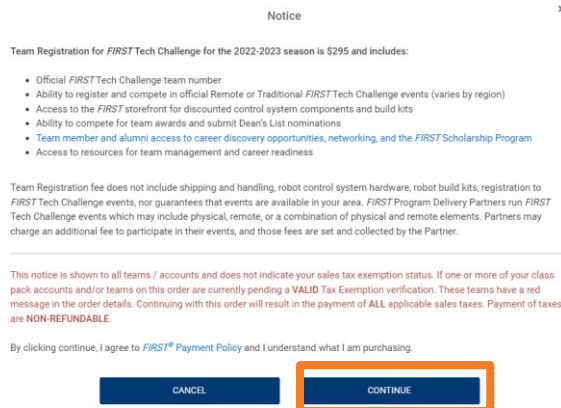 Notice
Team Registration for FIRST Tech Challenge for the 2022-2023 season is $295 and includes:
Official FIRST Tech Challenge team number
Ability to register and compete in official Remote or Traditional FIRST Tech Challenge events (varies by region)
Access to the FIRST storefront for discounted control system components and build kits
Ability to compete for team awards and submit Dean's List nominations
Team member and alumni access to career discovery opportunities, networking, and the FIRST Scholarship Program
Access to resources for team management and career readiness
Team Registration fee does not include shipping and handling, robot control system hardware, robot build kits, registration to
FIRST Tech Challenge events, nor guarantees that events are available in your area. FIRST Program Delivery Partners run FIRST
Tech Challenge events which may include physical, remote, or a combination of physical and remote elements. Partners may
charge an additional fee to participate in their events, and those fees are set and collected by the Partner.
This notice is shown to all teams / accounts and does not indicate your sales tax exemption status. If one or more of your class
pack accounts and/or teams on this order are currently pending a VALID Tax Exemption verification. These teams have a red
message in the order details. Continuing with this order will result in the payment of ALL applicable sales taxes. Payment of taxes
are NON-REFUNDABLE.
By clicking continue, I agree to FIRST® Payment Policy and I understand what I am purchasing.
CANCEL
CONTINUE